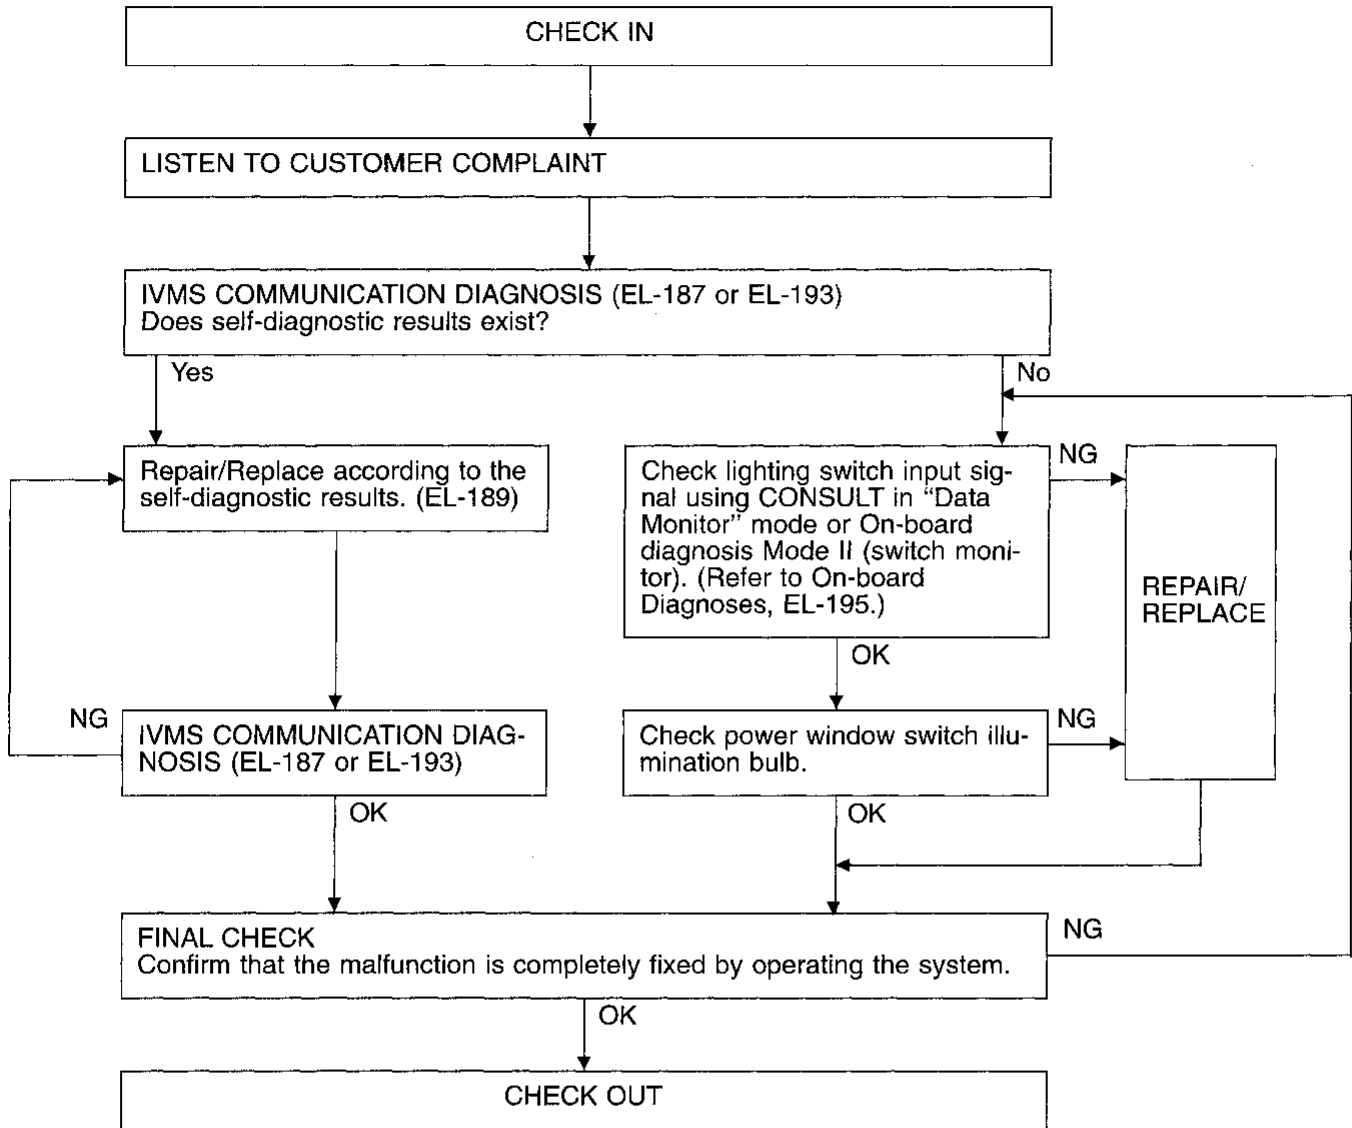 CHECK IN
LISTEN TO CUSTOMER COMPLAINT
IVMS COMMUNICATION DIAGNOSIS (EL-187 or EL-193)
Does self-diagnostic results exist?
Yes
No
Repair/Replace according to the
self-diagnostic results. (EL-189)
Check lighting switch input sig-
nal using CONSULT in “Data
Monitor” mode or On-board
diagnosis Mode II (switch moni-
tor). (Refer to On-board
Diagnoses, EL-195.)
NG
REPAIR/
REPLACE
OK
NG
IVMS COMMUNICATION DIAG-
NOSIS (EL-187 or EL-193)
Check power window switch illu-
mination bulb.
NG
OK
OK
FINAL CHECK
Confirm that the malfunction is completely fixed by operating the system.
NG
OK
CHECK OUT